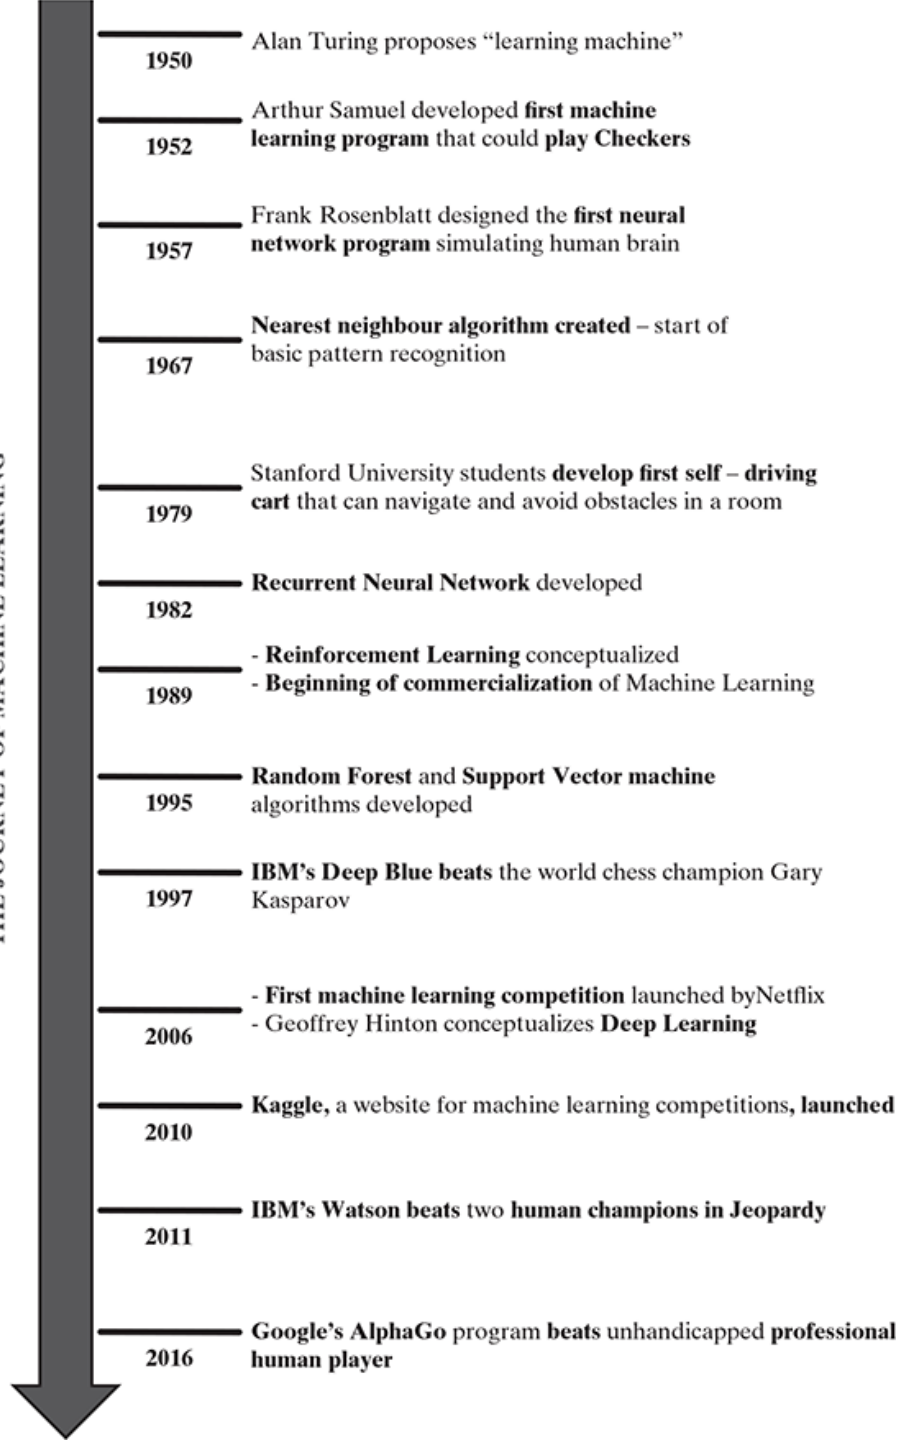 1950
Alan Turing proposes “learning machine”
1952
Arthur Samuel developed first machine
learning program that could play Checkers
1957
Frank Rosenblatt designed the first neural
network program simulating human brain
1967
Nearest neighbour algorithm created – start of
basic pattern recognition
1979
Stanford University students develop first self – driving
cart that can navigate and avoid obstacles in a room
1982
Recurrent Neural Network developed
1989
- Reinforcement Learning conceptualized
- Beginning of commercialization of Machine Learning
1995
Random Forest and Support Vector machine
algorithms developed
1997
IBM’s Deep Blue beats the world chess champion Gary
Kasparov
2006
- First machine learning competition launched byNetflix
- Geoffrey Hinton conceptualizes Deep Learning
2010
Kaggle, a website for machine learning competitions, launched
2011
IBM’s Watson beats two human champions in Jeopardy
2016
Google’s AlphaGo program beats unhandicapped professional
human player